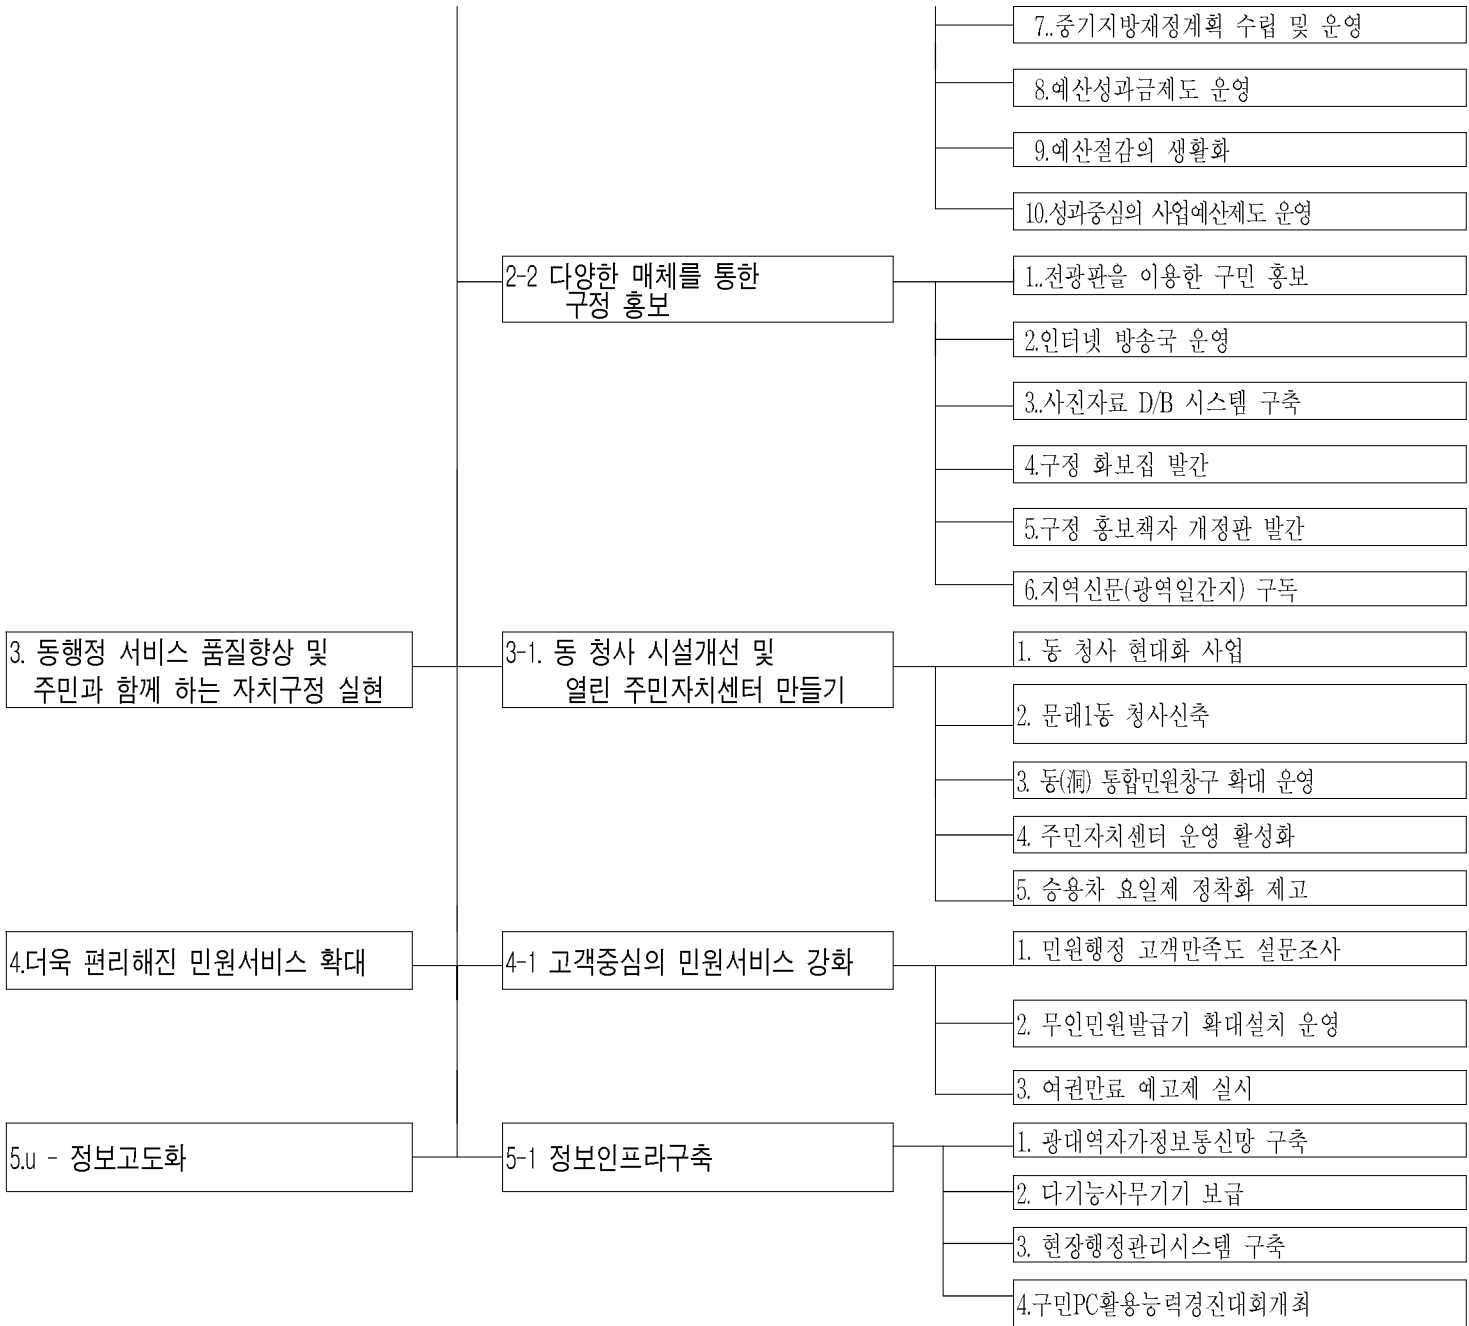 7..중기지방재정계획 수립 및 운영
8.예산성과금제도 운영
9.예산절감의 생활화
10.성과중심의 사업예산제도 운영
2-2 다양한 매체를 통한
구정 홍보
1..전광판을 이용한 구민 홍보
2.인터넷 방송국 운영
3..사진자료 D/B 시스템 구축
4.구정 화보집 발간
5.구정 홍보책자 개정판 발간
6.지역신문(광역일간지) 구독
3. 동행정 서비스 품질향상 및
주민과 함께 하는 자치구정 실현
3-1. 동 청사 시설개선 및
열린 주민자치센터 만들기
1. 동 청사 현대화 사업
2. 문래1동 청사신축
3. 동(洞) 통합민원창구 확대 운영
4. 주민자치센터 운영 활성화
5. 승용차 요일제 정착화 제고
4.더욱 편리해진 민원서비스 확대
4-1 고객중심의 민원서비스 강화
1. 민원행정 고객만족도 설문조사
2. 무인민원발급기 확대설치 운영
3. 여권만료 예고제 실시
5.u - 정보고도화
5-1 정보인프라구축
1. 광대역자가정보통신망 구축
2. 다기능사무기기 보급
3. 현장행정관리시스템 구축
4.구민PC활용능력경진대회개최